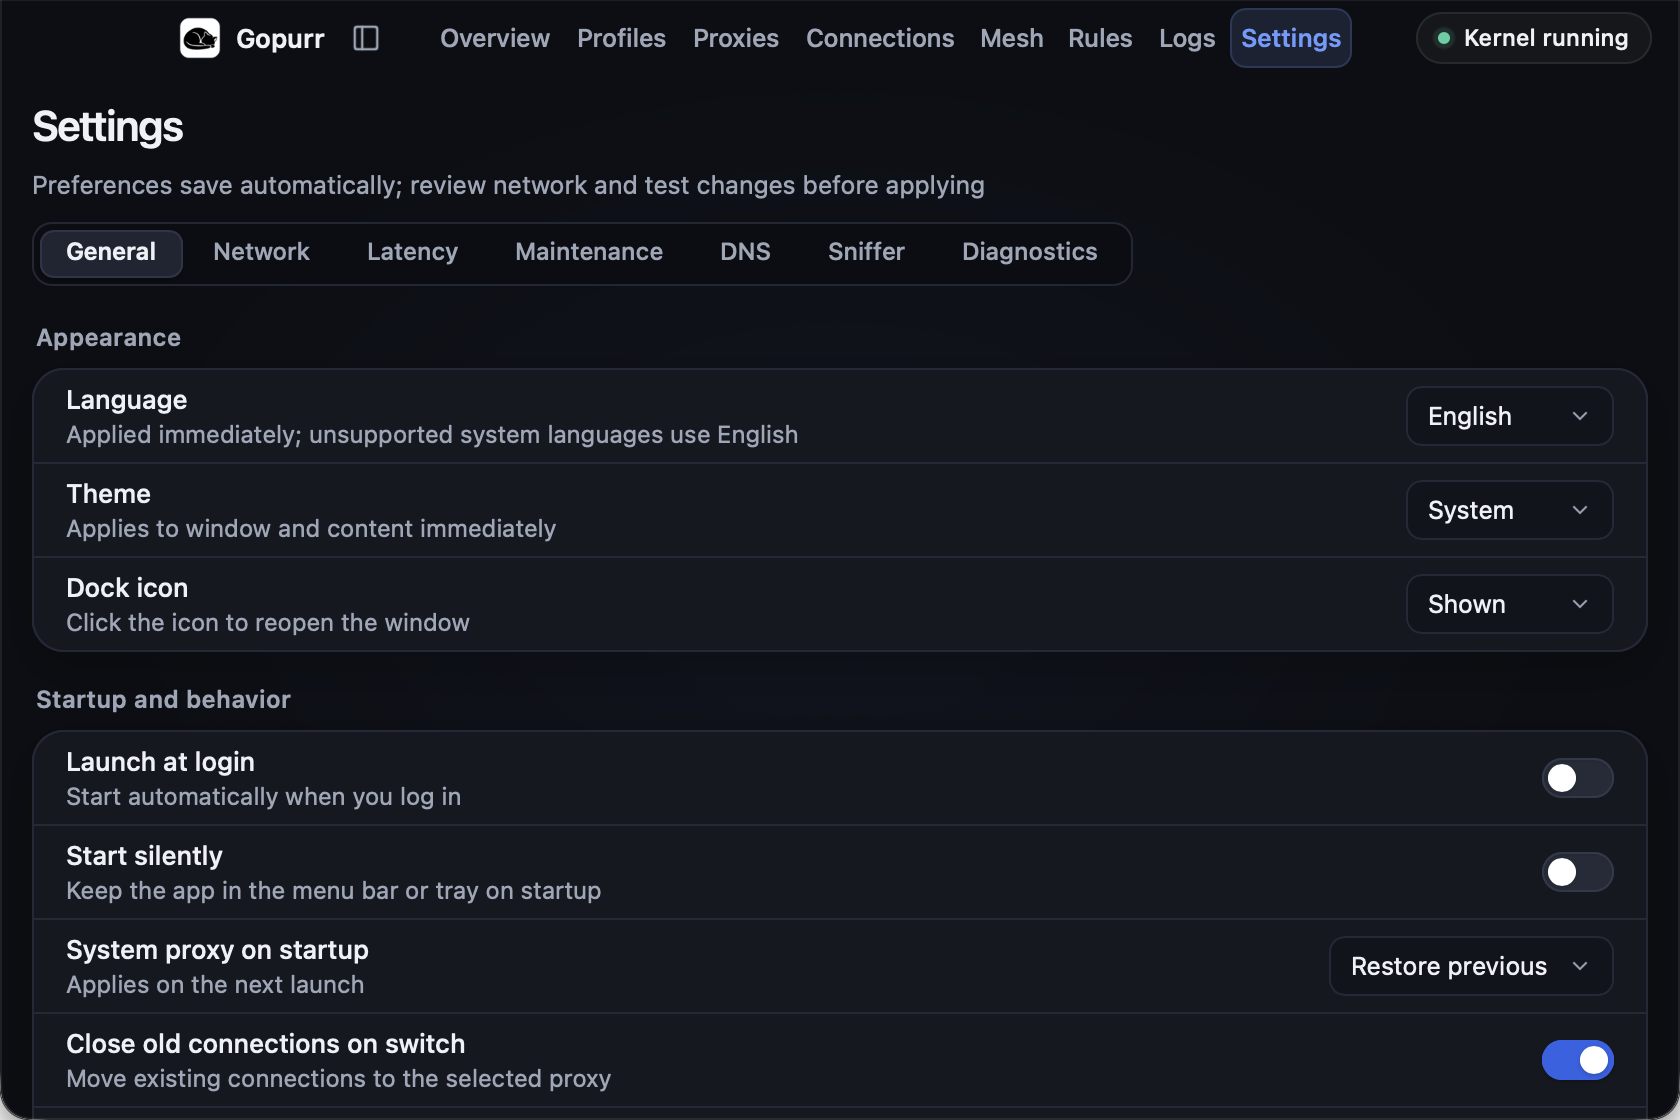 Gopurr
Overview
Profiles
Proxies
Connections
Mesh
Rules
Logs
Settings
Kernel running
Settings
Preferences save automatically; review network and test changes before applying
General
Network
Latency
Maintenance
DNS
Sniffer
Diagnostics
Appearance
Language
Applied immediately; unsupported system languages use English
English
Theme
Applies to window and content immediately
System
Dock icon
Click the icon to reopen the window
Shown
Startup and behavior
Launch at login
Start automatically when you log in
Start silently
Keep the app in the menu bar or tray on startup
System proxy on startup
Applies on the next launch
Restore previous
Close old connections on switch
Move existing connections to the selected proxy